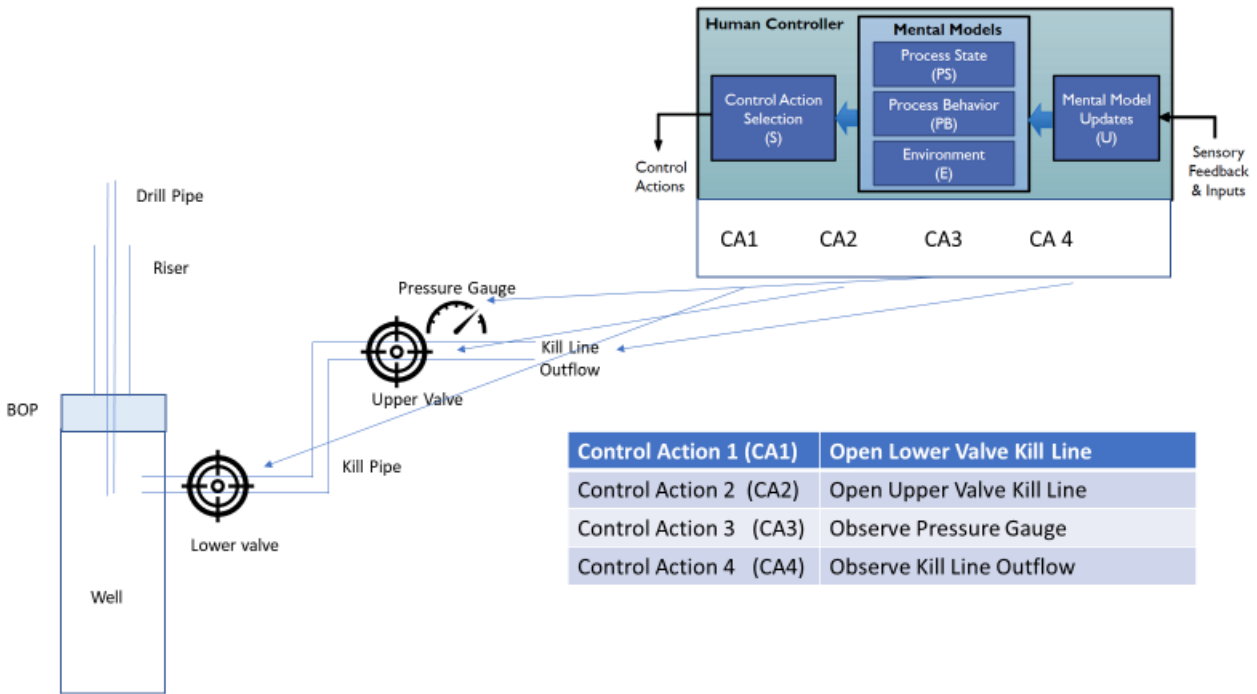 Human Controller
Mental Models
Process State
(PS)
Control Action
Selection
(S)
Process Behavior
(PB)
Mental Model
Updates
(U)
Environment
(E)
Control
Actions
Sensory
Feedback
& Inputs
CA1 CA2 CA3 CA 4
Drill Pipe
Riser
Pressure Gauge
Kill Line
Outflow
Upper Valve
BOP
Kill Pipe
Lower valve
Well
Control Action 1 (CA1) Open Lower Valve Kill Line
Control Action 2 (CA2) Open Upper Valve Kill Line
Control Action 3 (CA3) Observe Pressure Gauge
Control Action 4 (CA4) Observe Kill Line Outflow